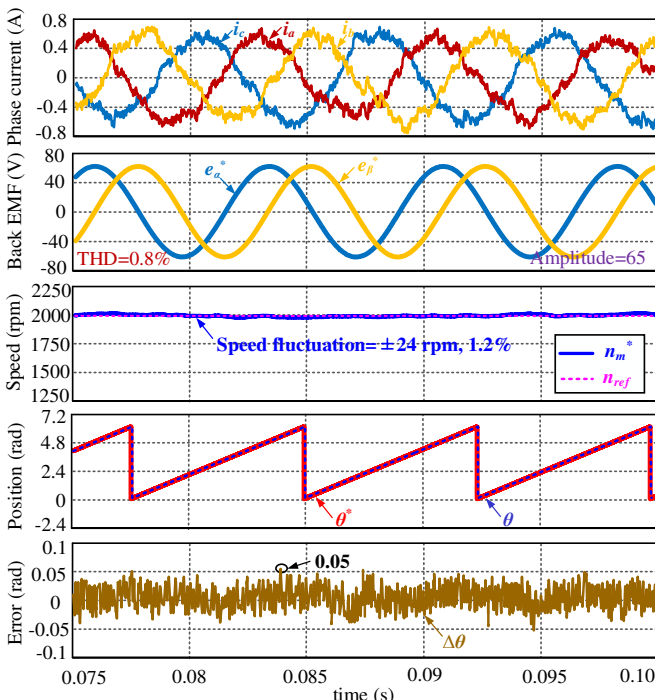 Phase current (A)
0.8
0.4
0
-0.4
-0.8
i_c
i_a
i_b
Back EMF (V)
80
40
0
-40
-80
e_α^*
e_β^*
THD=0.8%
Amplitude=65
Speed (rpm)
2250
2000
1750
1500
1250
Speed fluctuation= ±24 rpm, 1.2%
n_m^*
n_ref
Position (rad)
7.2
4.8
2.4
0
-2.4
θ^*
θ
Error (rad)
0.1
0.05
0
-0.05
-0.1
0.05
Δθ
0.075 0.08 0.085 0.09 0.095 0.10
time (s)